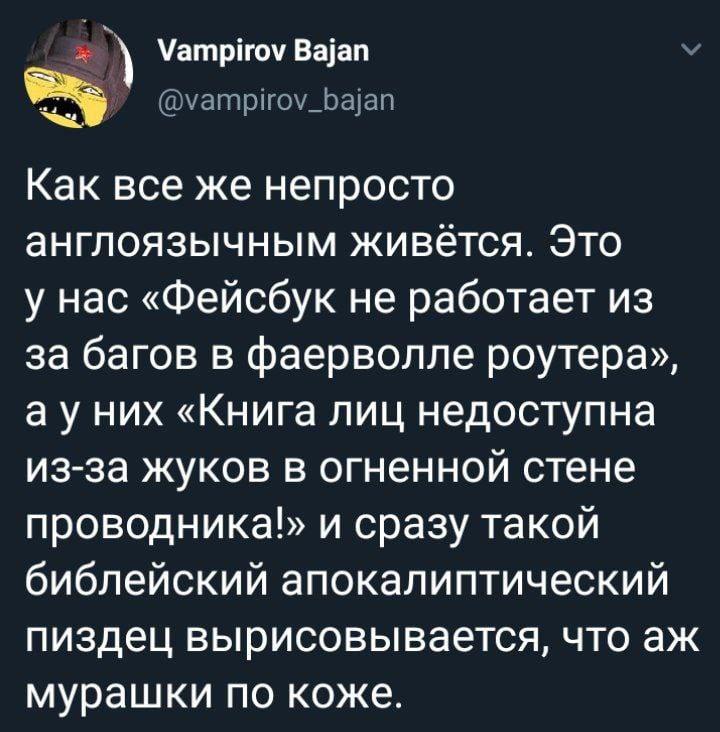 Vampirov Bajan
@vampirov_bajan
Как все же непросто
англоязычным живётся. Это
у нас «Фейсбук не работает из
за багов в фаерволле роутера»,
а у них «Книга лиц недоступна
из-за жуков в огненной стене
проводника!» и сразу такой
библейский апокалиптический
пиздец вырисовывается, что аж
мурашки по коже.